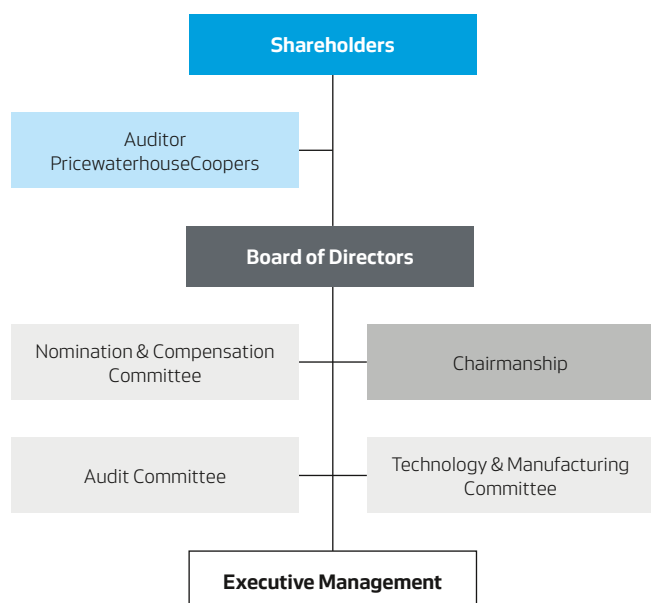 Shareholders
Auditor
PricewaterhouseCoopers
Board of Directors
Nomination & Compensation
Committee
Chairmanship
Audit Committee
Technology & Manufacturing
Committee
Executive Management